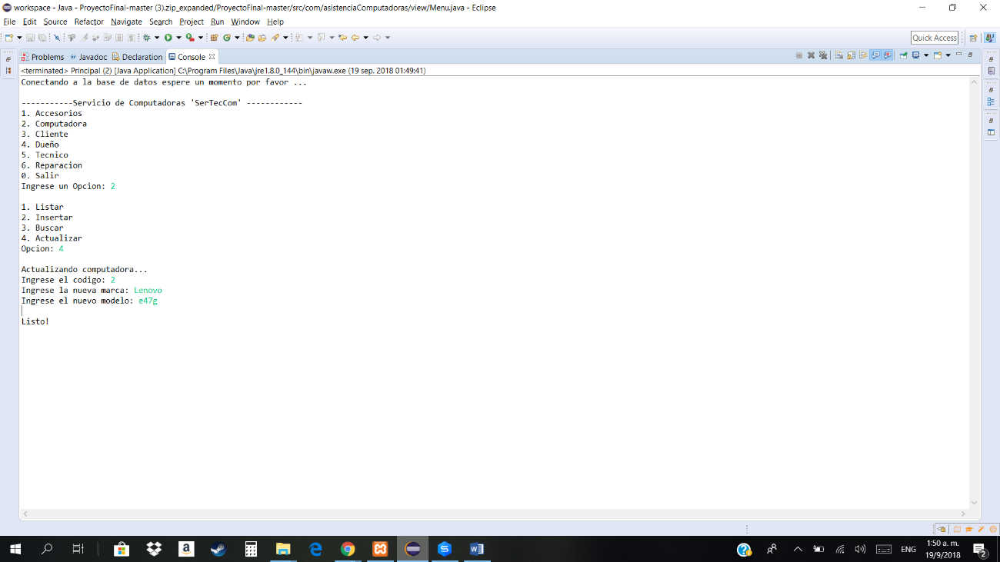 workspace - Java - ProyectoFinal-master (3).zip_expanded/ProyectoFinal-master/src/com/asistenciaComputadoras/view/Menu.java - Eclipse
File Edit Source Refactor Navigate Search Project Run Window Help
Quick Access
Problems Javadoc Declaration Console
<terminated> Principal (2) [Java Application] C:\Program Files\Java\jre1.8.0_144\bin\javaw.exe (19 sep. 2018 01:49:41)
Conectando a la base de datos espere un momento por favor ...
-----------Servicio de Computadoras 'SerTecCom' ------------
1. Accesorios
2. Computadora
3. Cliente
4. Dueño
5. Tecnico
6. Reparacion
0. Salir
Ingrese un Opcion: 2
1. Listar
2. Insertar
3. Buscar
4. Actualizar
Opcion: 4
Actualizando computadora...
Ingrese el codigo: 2
Ingrese la nueva marca: Lenovo
Ingrese el nuevo modelo: e47g
Listo!
ENG
1:50 a. m.
19/9/2018
2